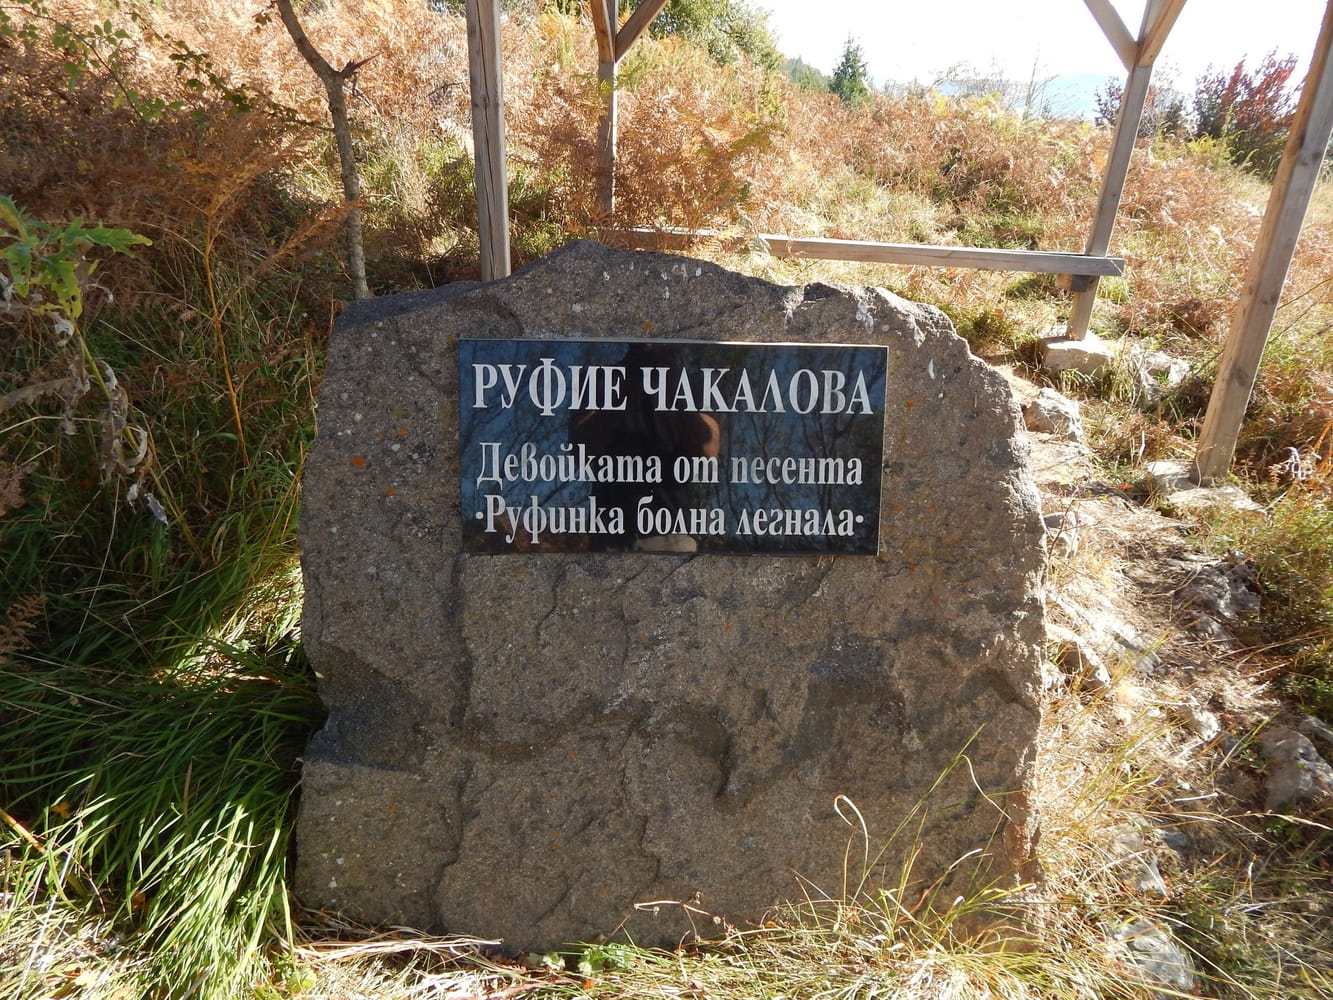 РУФИЕ ЧАКАЛОВА
Девойката от песента
·Руфинка болна легнала·